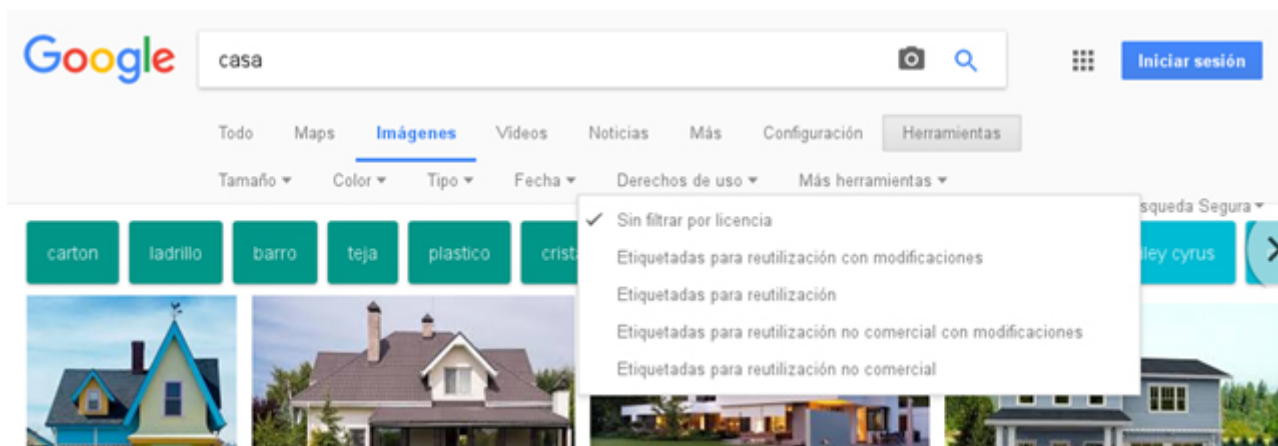 Google
casa
Iniciar sesión
Todo Maps Imágenes Vídeos Noticias Más Configuración Herramientas
Tamaño Color Tipo Fecha Derechos de uso Más herramientas
Segura
Sin filtrar por licencia
carton ladrillo barro teja plastico cyrus
Etiquetadas para reutilización con modificaciones
Etiquetadas para reutilización
Etiquetadas para reutilización no comercial con modificaciones
Etiquetadas para reutilización no comercial